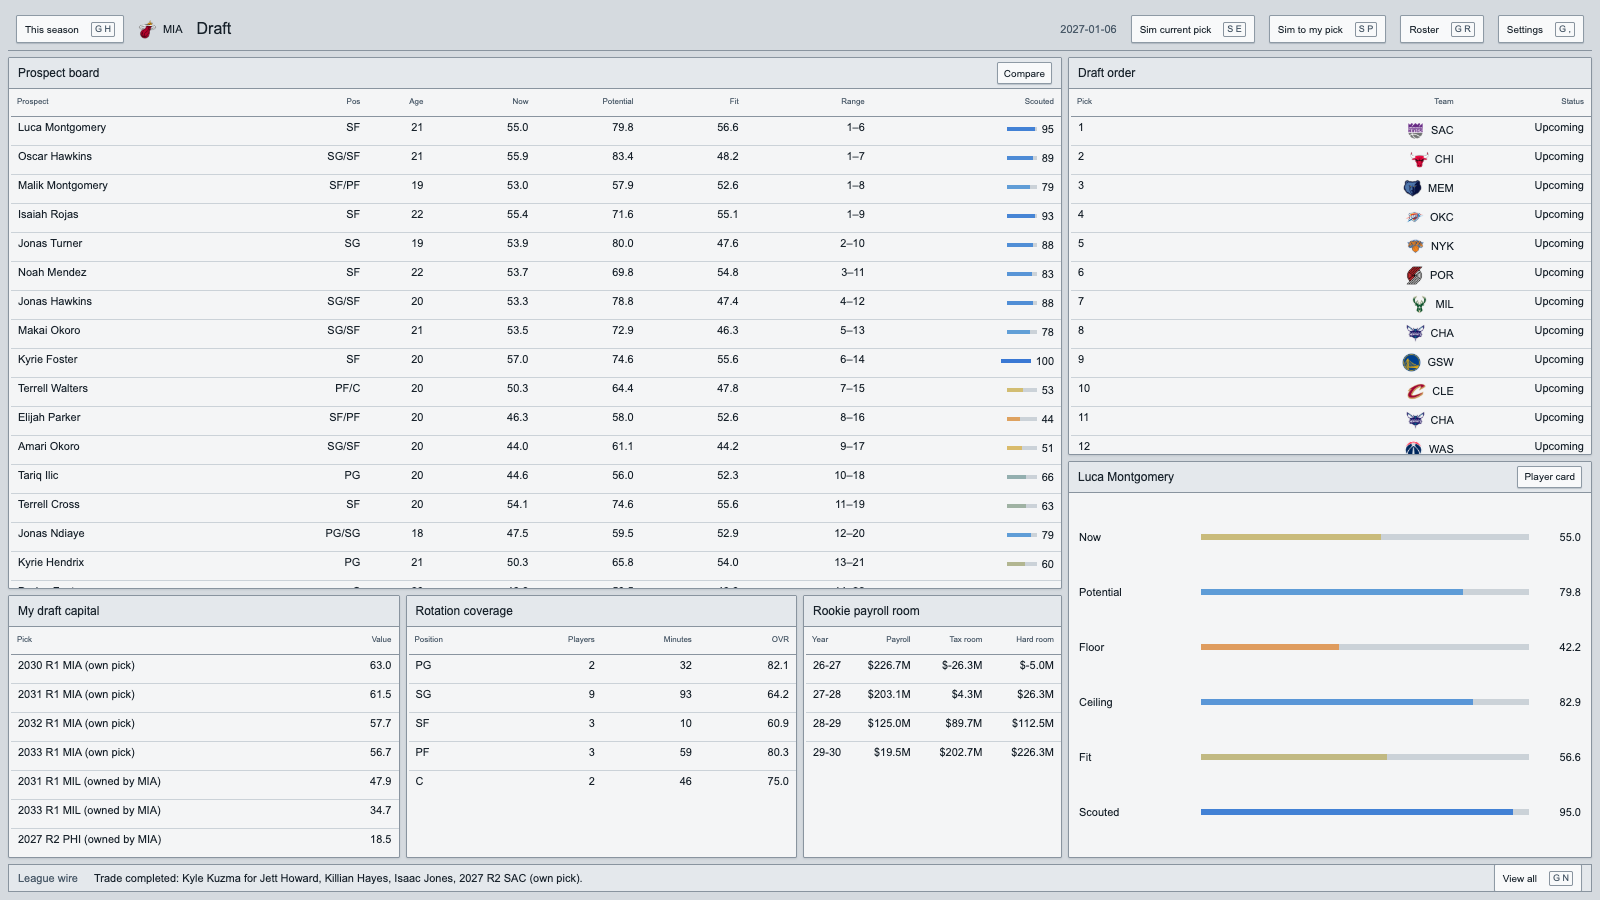 This season G H MIA Draft 2027-01-06 Sim current pick S E Sim to my pick S P Roster G R Settings G ,
Prospect board Compare
Prospect Pos Age Now Potential Fit Range Scouted
Luca Montgomery SF 21 55.0 79.8 56.6 1–6 95
Oscar Hawkins SG/SF 21 55.9 83.4 48.2 1–7 89
Malik Montgomery SF/PF 19 53.0 57.9 52.6 1–8 79
Isaiah Rojas SF 22 55.4 71.6 55.1 1–9 93
Jonas Turner SG 19 53.9 80.0 47.6 2–10 88
Noah Mendez SF 22 53.7 69.8 54.8 3–11 83
Jonas Hawkins SG/SF 20 53.3 78.8 47.4 4–12 88
Makai Okoro SG/SF 21 53.5 72.9 46.3 5–13 78
Kyrie Foster SF 20 57.0 74.6 55.6 6–14 100
Terrell Walters PF/C 20 50.3 64.4 47.8 7–15 53
Elijah Parker SF/PF 20 46.3 58.0 52.6 8–16 44
Amari Okoro SG/SF 20 44.0 61.1 44.2 9–17 51
Tariq Ilic PG 20 44.6 56.0 52.3 10–18 66
Terrell Cross SF 20 54.1 74.6 55.6 11–19 63
Jonas Ndiaye PG/SG 18 47.5 59.5 52.9 12–20 79
Kyrie Hendrix PG 21 50.3 65.8 54.0 13–21 60
Draft order
Pick Team Status
1 SAC Upcoming
2 CHI Upcoming
3 MEM Upcoming
4 OKC Upcoming
5 NYK Upcoming
6 POR Upcoming
7 MIL Upcoming
8 CHA Upcoming
9 GSW Upcoming
10 CLE Upcoming
11 CHA Upcoming
12 WAS Upcoming
Luca Montgomery Player card
Now 55.0
Potential 79.8
Floor 42.2
Ceiling 82.9
Fit 56.6
Scouted 95.0
My draft capital
Pick Value
2030 R1 MIA (own pick) 63.0
2031 R1 MIA (own pick) 61.5
2032 R1 MIA (own pick) 57.7
2033 R1 MIA (own pick) 56.7
2031 R1 MIL (owned by MIA) 47.9
2033 R1 MIL (owned by MIA) 34.7
2027 R2 PHI (owned by MIA) 18.5
Rotation coverage
Position Players Minutes OVR
PG 2 32 82.1
SG 9 93 64.2
SF 3 10 60.9
PF 3 59 80.3
C 2 46 75.0
Rookie payroll room
Year Payroll Tax room Hard room
26-27 $226.7M $-26.3M $-5.0M
27-28 $203.1M $4.3M $26.3M
28-29 $125.0M $89.7M $112.5M
29-30 $19.5M $202.7M $226.3M
League wire Trade completed: Kyle Kuzma for Jett Howard, Killian Hayes, Isaac Jones, 2027 R2 SAC (own pick). View all G N